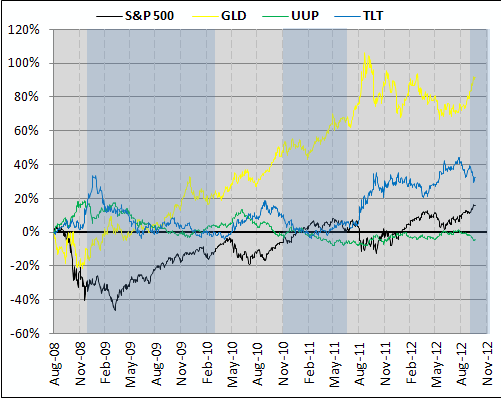 S&P 500 GLD UUP TLT
120%
100%
80%
60%
40%
20%
0%
-20%
-40%
-60%
Aug-08
Nov-08
Feb-09
May-09
Aug-09
Nov-09
Feb-10
May-10
Aug-10
Nov-10
Feb-11
May-11
Aug-11
Nov-11
Feb-12
May-12
Aug-12
Nov-12